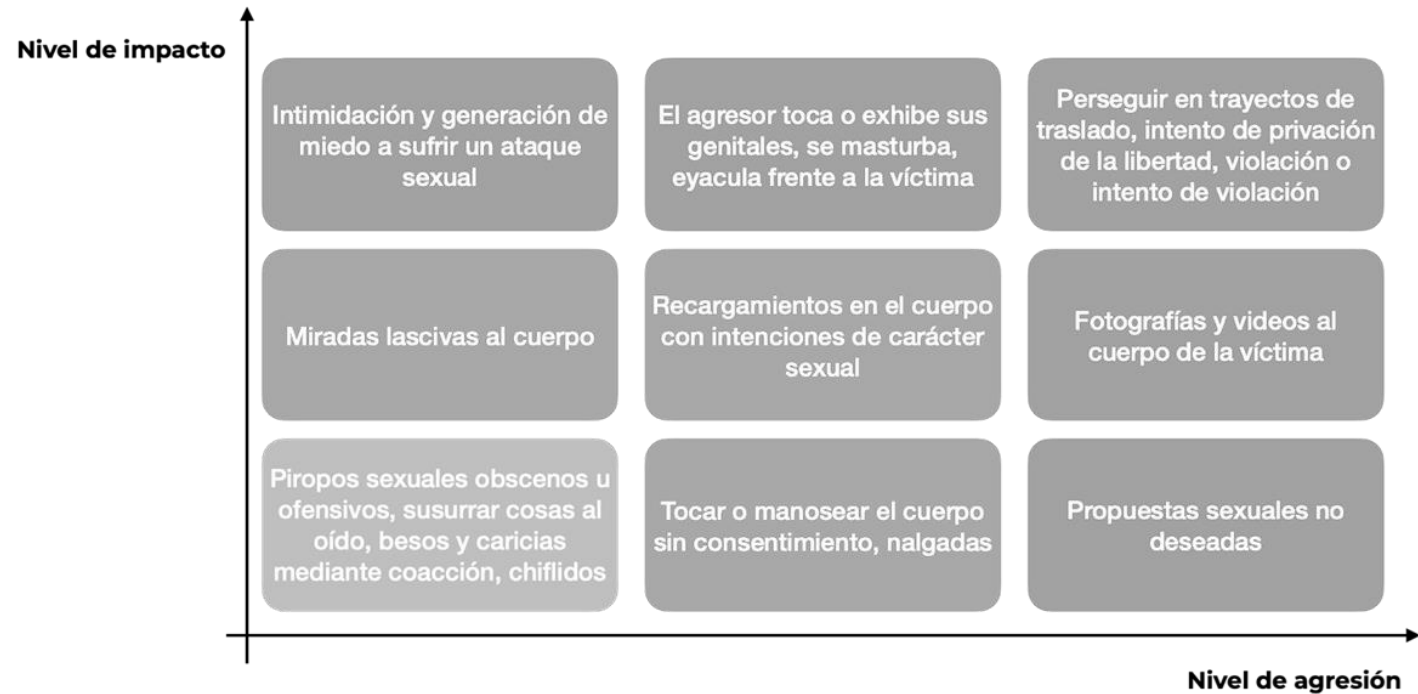 Nivel de impacto
Intimidación y generación de
miedo a sufrir un ataque
sexual
El agresor toca o exhibe sus
genitales, se masturba,
eyacula frente a la víctima
Perseguir en trayectos de
traslado, intento de privación
de la libertad, violación o
intento de violación
Miradas lascivas al cuerpo
Recargamientos en el cuerpo
con intenciones de carácter
sexual
Fotografías y videos al
cuerpo de la víctima
Piropos sexuales obscenos u
ofensivos, susurrar cosas al
oído, besos y caricias
mediante coacción, chiflidos
Tocar o manosear el cuerpo
sin consentimiento, nalgadas
Propuestas sexuales no
deseadas
Nivel de agresión